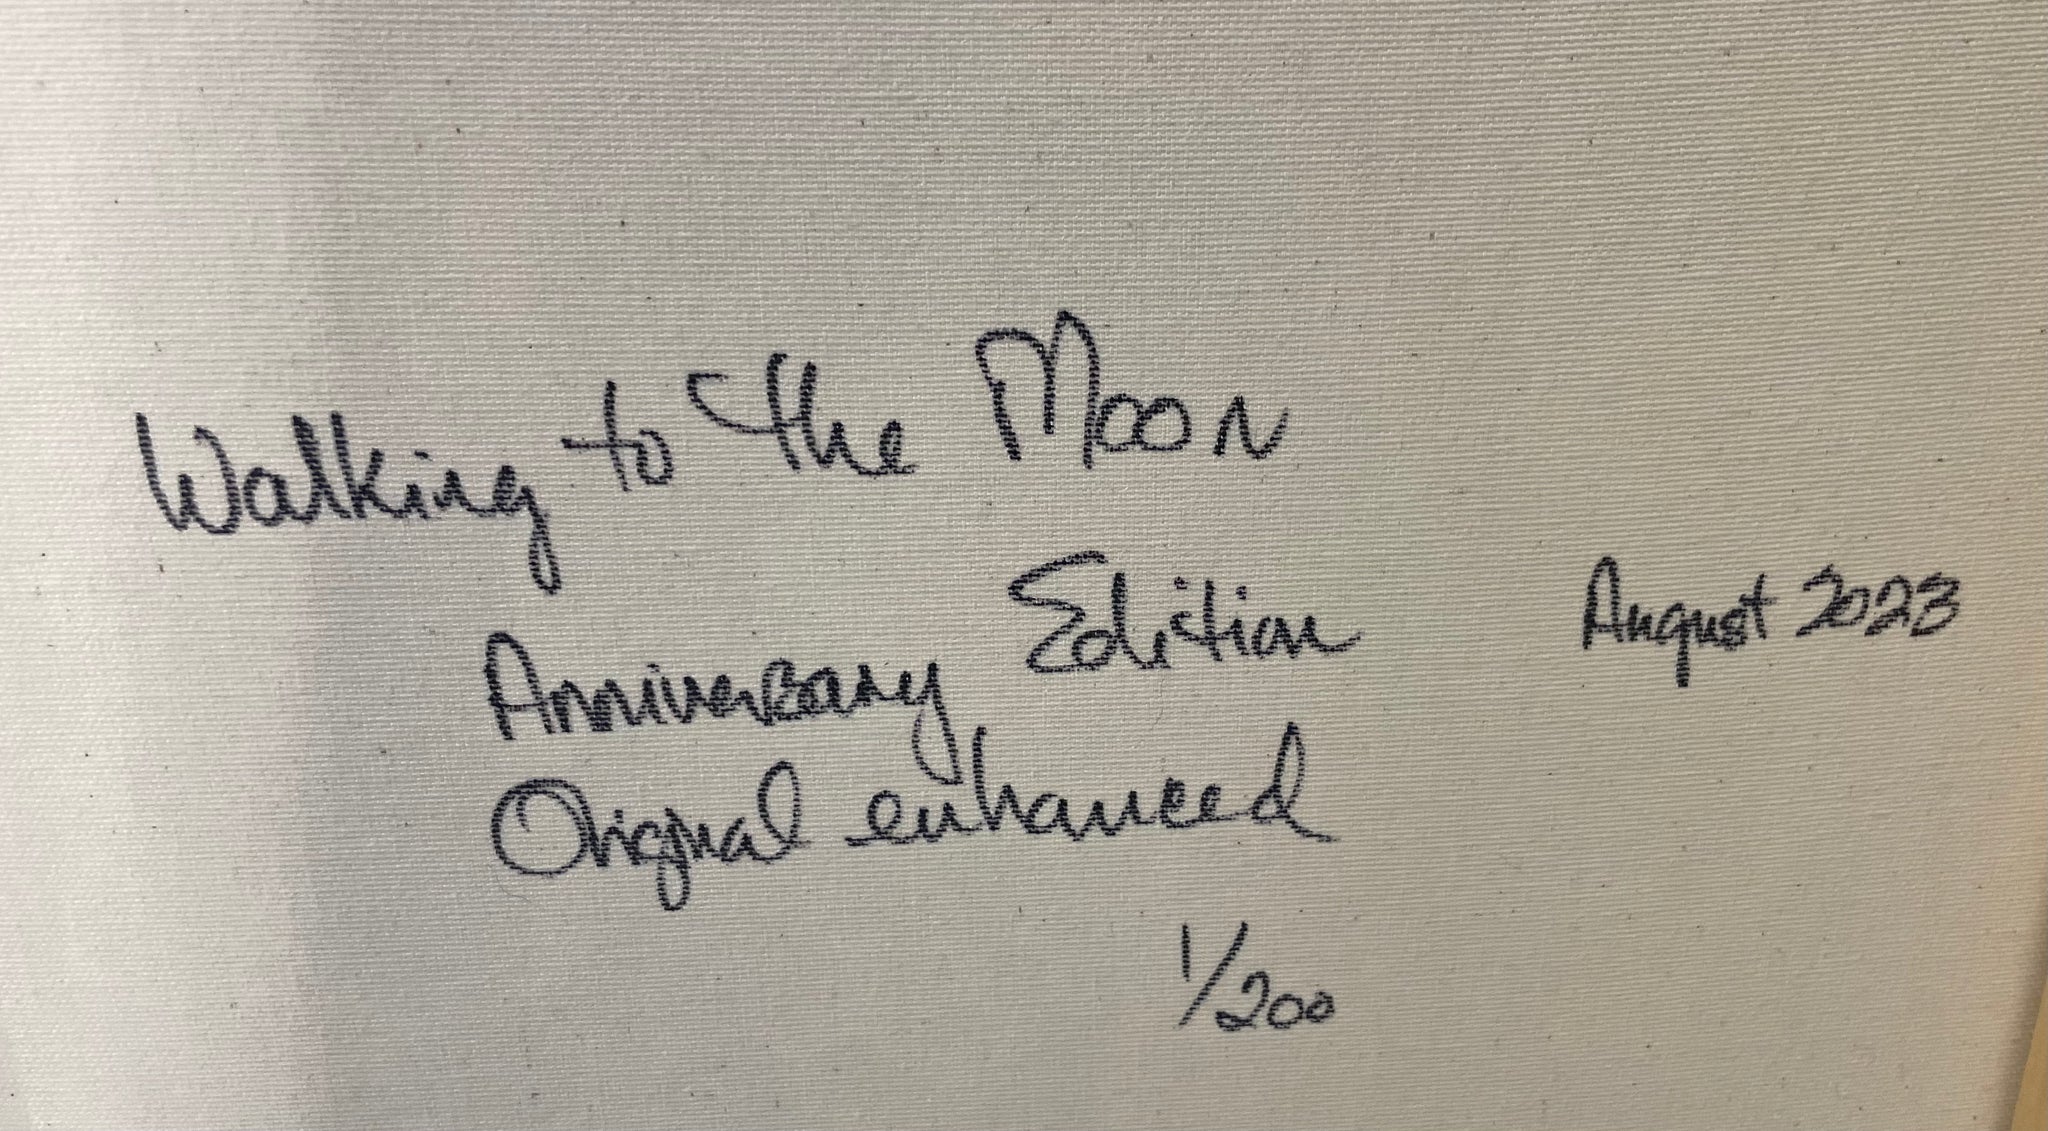 Walking to the Moon
Anniversary Edition
August 2023
Original enhanced
1/200